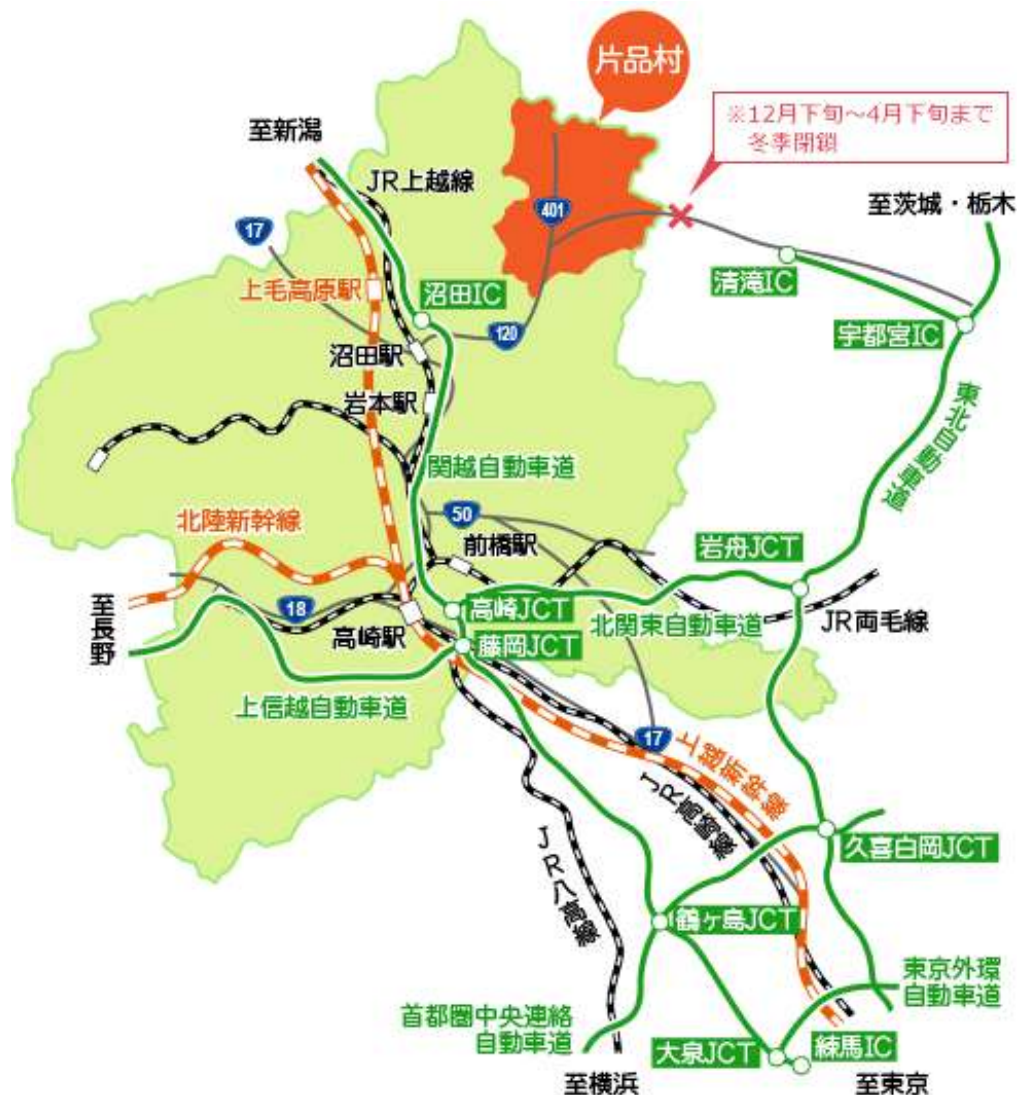 片品村
※12月下旬～4月下旬まで
冬季閉鎖
至新潟
JR上越線
17
401
至茨城・栃木
上毛高原駅
沼田IC
清滝IC
120
宇都宮IC
沼田駅
岩本駅
東北自動車道
関越自動車道
北陸新幹線
50
前橋駅
岩舟JCT
至長野
18
高崎駅
高崎JCT
北関東自動車道
JR両毛線
藤岡JCT
上信越自動車道
17
上越新幹線
JR高崎線
JR八高線
久喜白岡JCT
鶴ヶ島JCT
首都圏中央連絡
自動車道
東京外環
自動車道
大泉JCT
練馬IC
至横浜
至東京